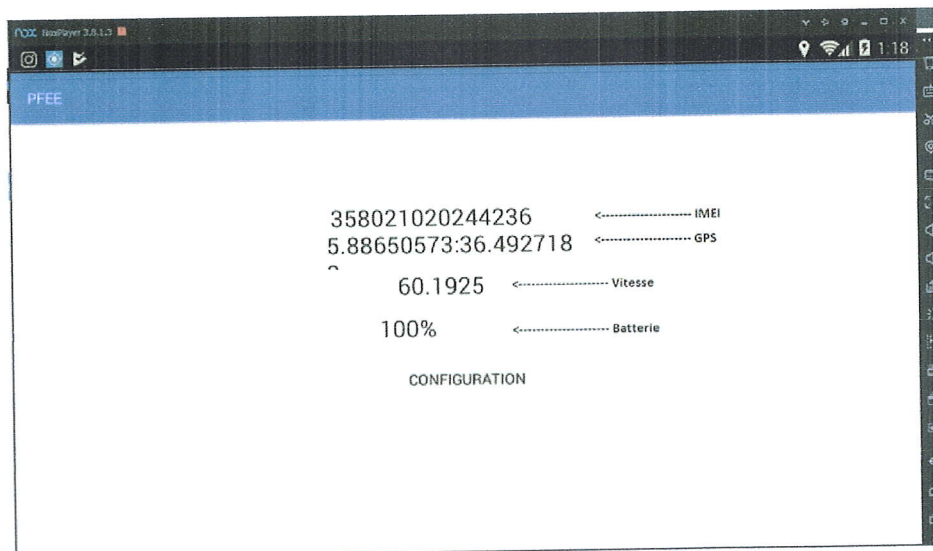 nox NoxPlayer 3.8.1.3
1:18
PFEE
358021020244236 <-------------------- IMEI
5.88650573:36.492718 <-------------------- GPS
60.1925 <-------------------- Vitesse
100% <-------------------- Batterie
CONFIGURATION